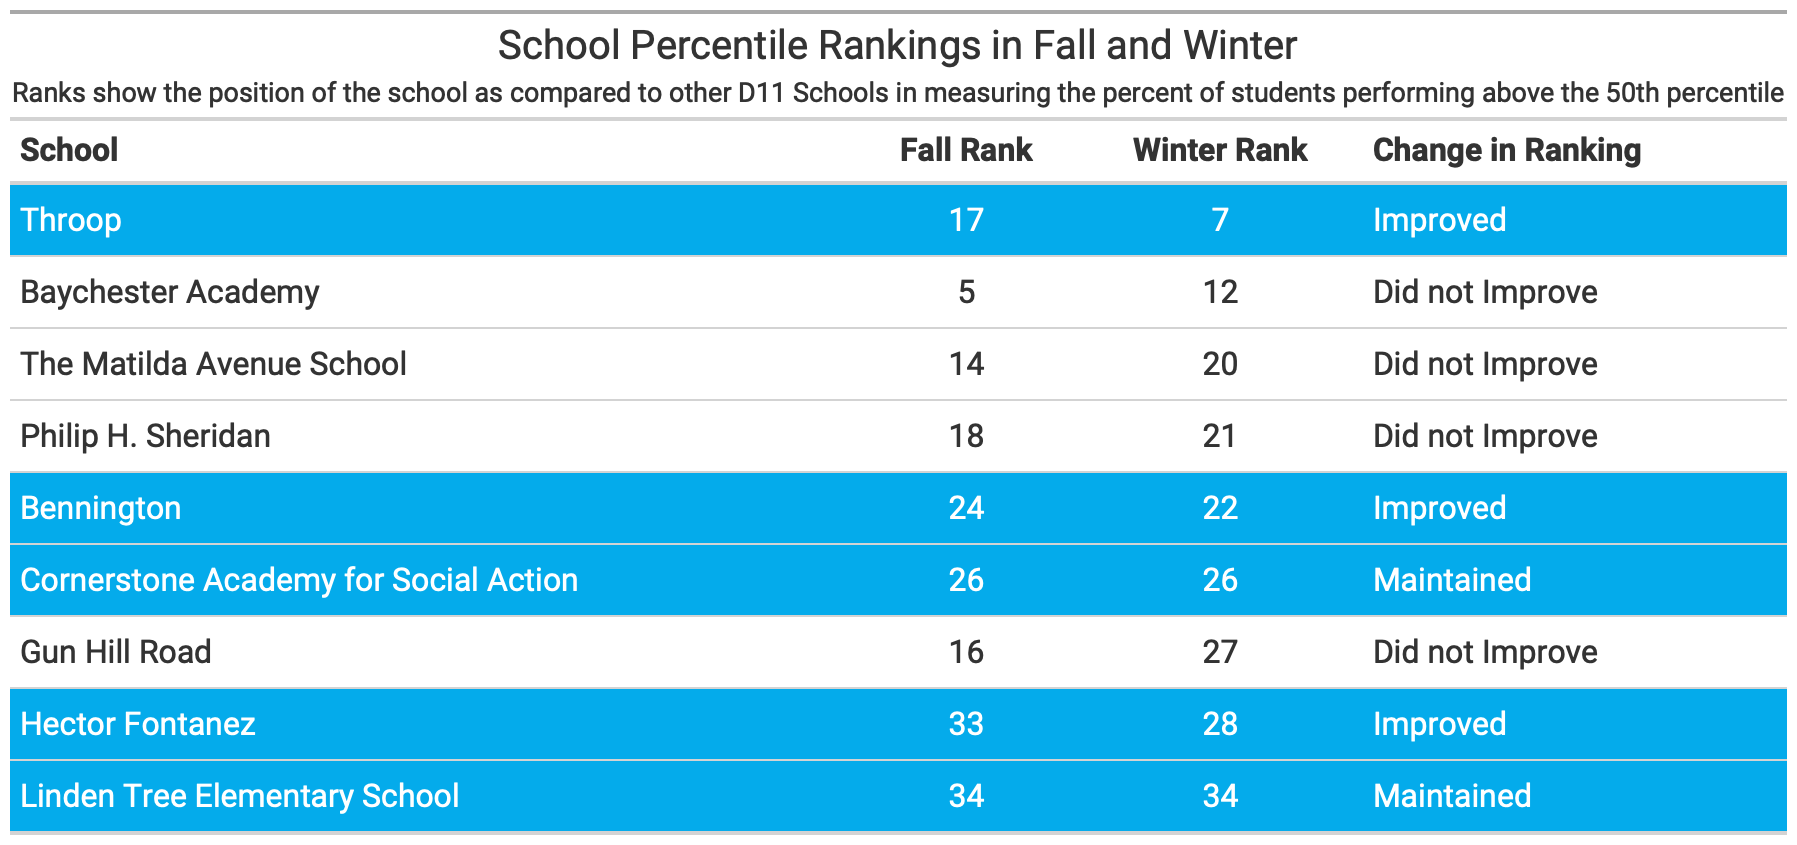 School Percentile Rankings in Fall and Winter
Ranks show the position of the school as compared to other D11 Schools in measuring the percent of students performing above the 50th percentile
School Fall Rank Winter Rank Change in Ranking
Throop 17 7 Improved
Baychester Academy 5 12 Did not Improve
The Matilda Avenue School 14 20 Did not Improve
Philip H. Sheridan 18 21 Did not Improve
Bennington 24 22 Improved
Cornerstone Academy for Social Action 26 26 Maintained
Gun Hill Road 16 27 Did not Improve
Hector Fontanez 33 28 Improved
Linden Tree Elementary School 34 34 Maintained